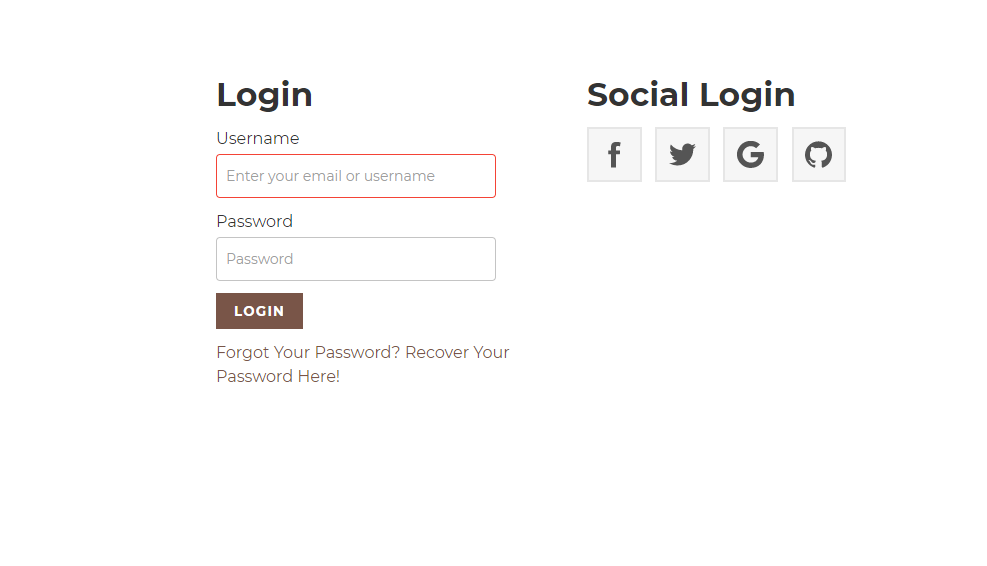 Login
Username
Enter your email or username
Password
Password
LOGIN
Forgot Your Password? Recover Your
Password Here!
Social Login